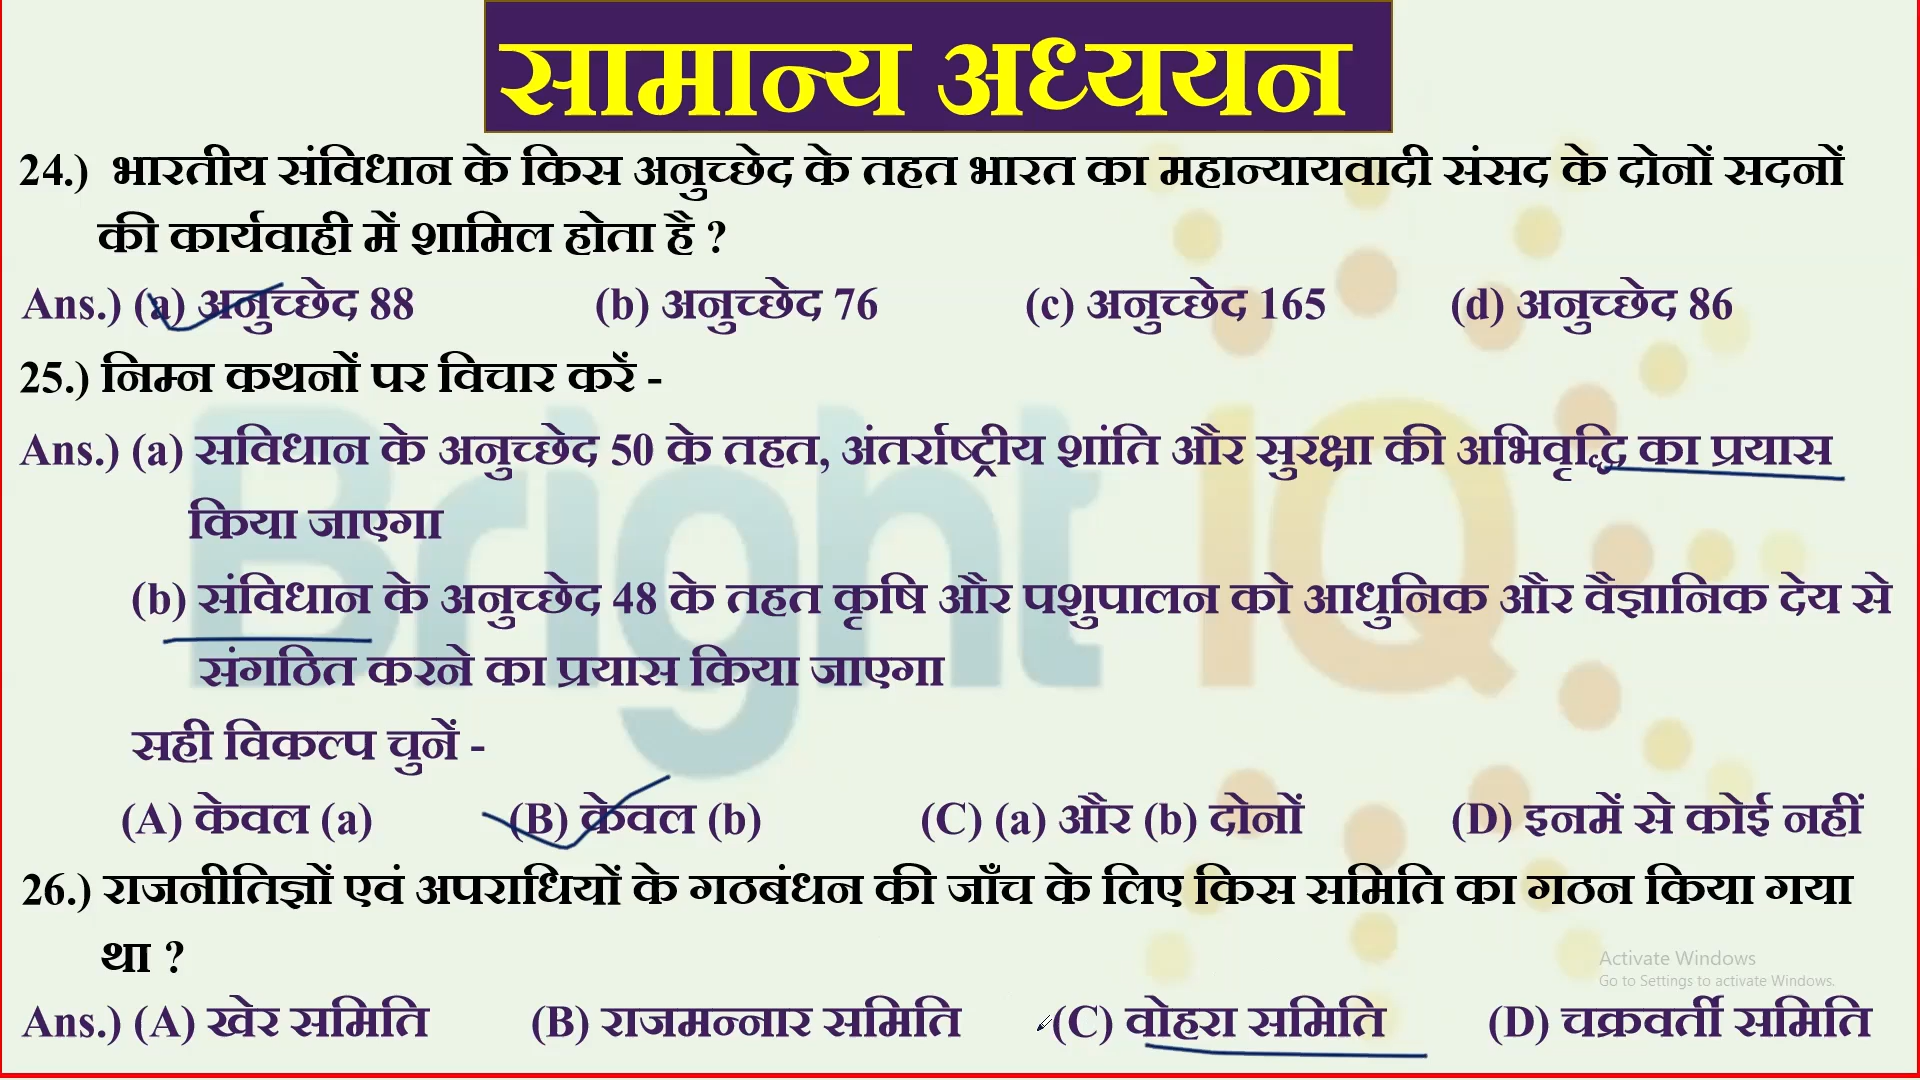 सामान्य अध्ययन
24.) भारतीय संविधान के किस अनुच्छेद के तहत भारत का महान्यायवादी संसद के दोनों सदनों
की कार्यवाही में शामिल होता है ?
Ans.) (a) अनुच्छेद 88 (b) अनुच्छेद 76 (c) अनुच्छेद 165 (d) अनुच्छेद 86
25.) निम्न कथनों पर विचार करें -
Ans.) (a) सविधान के अनुच्छेद 50 के तहत, अंतर्राष्ट्रीय शांति और सुरक्षा की अभिवृद्धि का प्रयास
किया जाएगा
(b) संविधान के अनुच्छेद 48 के तहत कृषि और पशुपालन को आधुनिक और वैज्ञानिक देय से
संगठित करने का प्रयास किया जाएगा
सही विकल्प चुनें -
(A) केवल (a) (B) केवल (b) (C) (a) और (b) दोनों (D) इनमें से कोई नहीं
26.) राजनीतिज्ञों एवं अपराधियों के गठबंधन की जाँच के लिए किस समिति का गठन किया गया
था ?
Ans.) (A) खेर समिति (B) राजमन्नार समिति (C) वोहरा समिति (D) चक्रवर्ती समिति
Bright IQ
Activate Windows
Go to Settings to activate Windows.